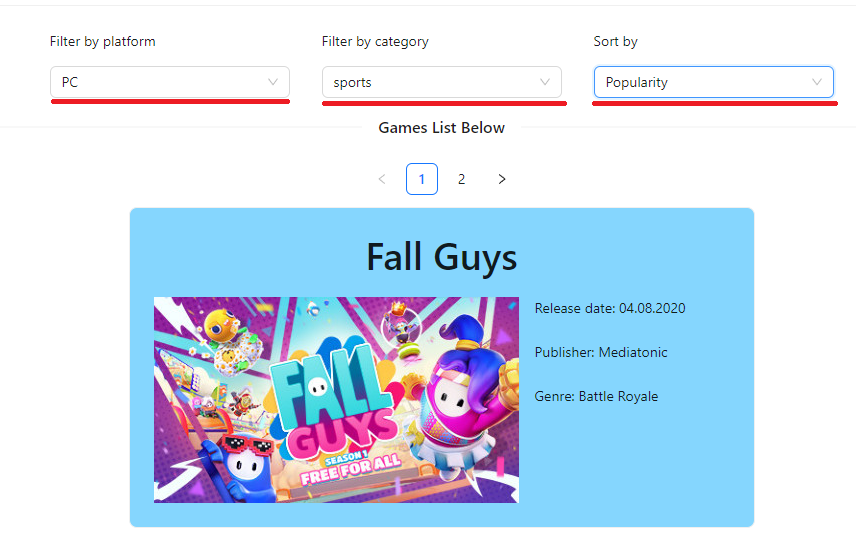 Filter by platform
Filter by category
Sort by
PC
sports
Popularity
Games List Below
1
2
Fall Guys
FALL
GUYS
SEASON 1
FREE FOR ALL
Release date: 04.08.2020
Publisher: Mediatonic
Genre: Battle Royale